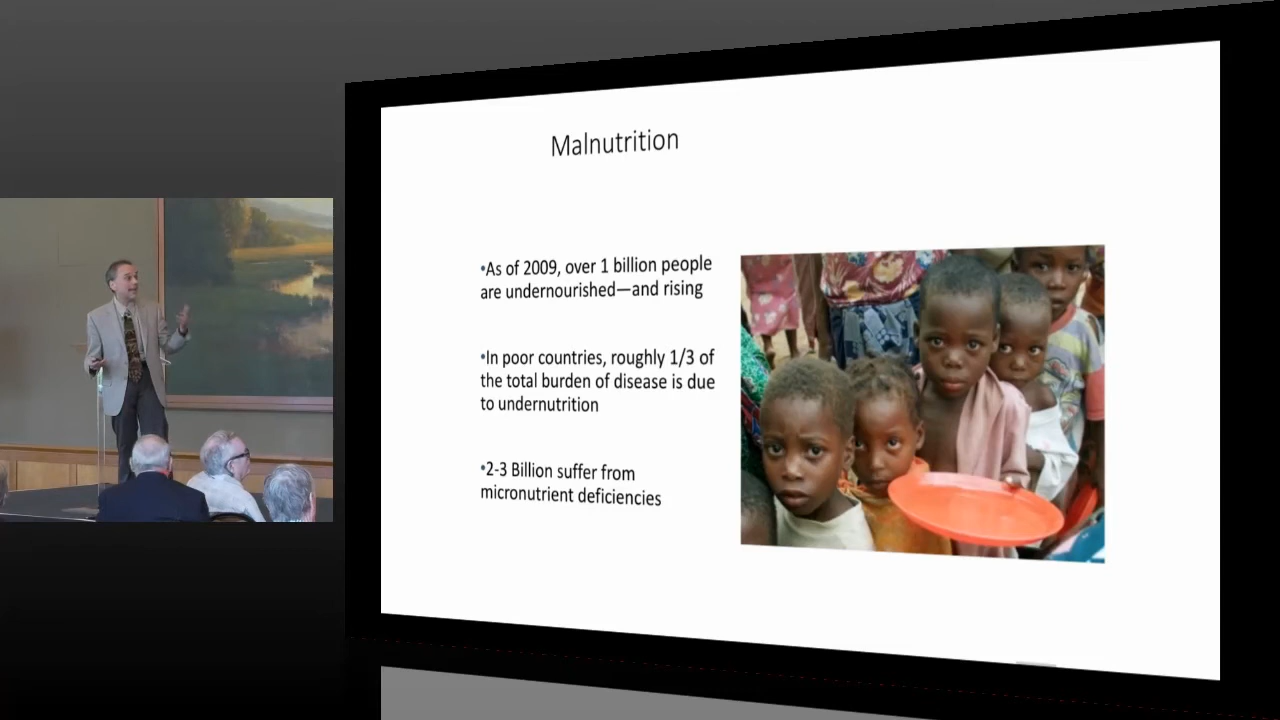 Malnutrition
•As of 2009, over 1 billion people
are undernourished—and rising
•In poor countries, roughly 1/3 of
the total burden of disease is due
to undernutrition
•2-3 Billion suffer from
micronutrient deficiencies